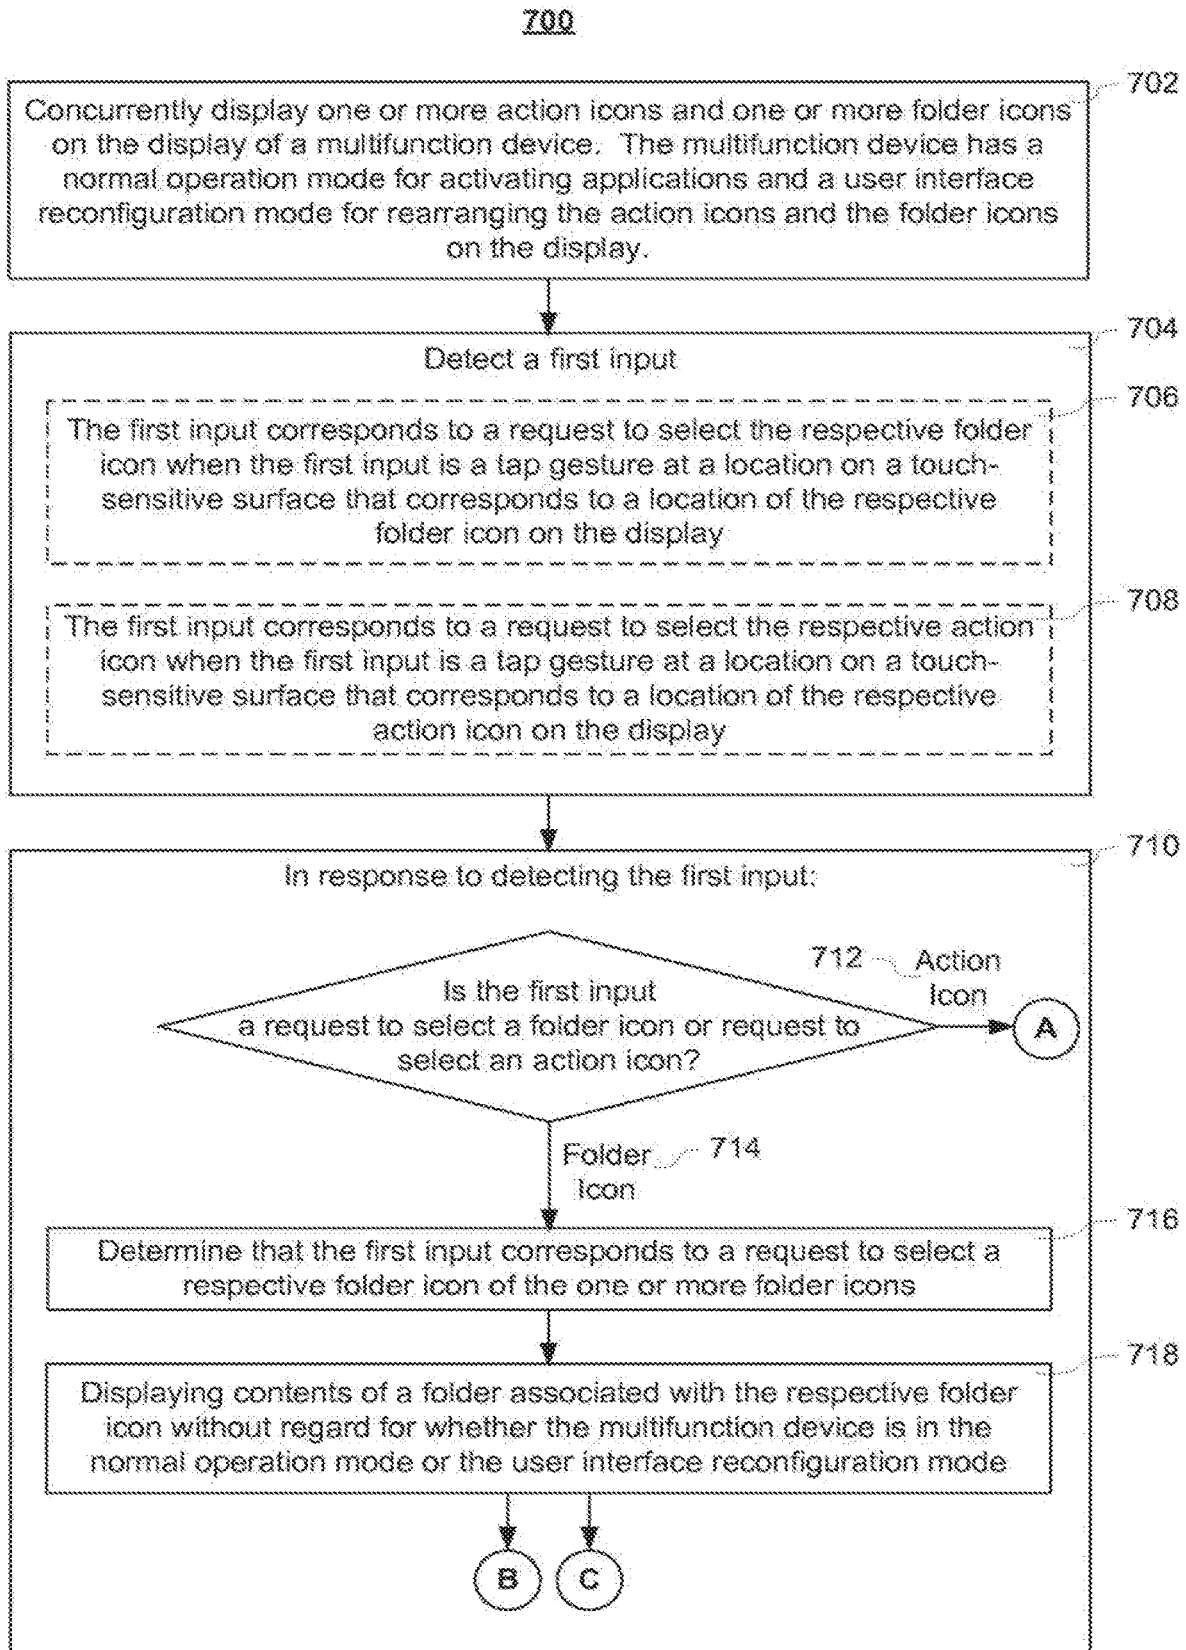 700
702
Concurrently display one or more action icons and one or more folder icons
on the display of a multifunction device. The multifunction device has a
normal operation mode for activating applications and a user interface
reconfiguration mode for rearranging the action icons and the folder icons
on the display.
704
Detect a first input
706
The first input corresponds to a request to select the respective folder
icon when the first input is a tap gesture at a location on a touch-
sensitive surface that corresponds to a location of the respective
folder icon on the display
708
The first input corresponds to a request to select the respective action
icon when the first input is a tap gesture at a location on a touch-
sensitive surface that corresponds to a location of the respective
action icon on the display
710
In response to detecting the first input:
712 Action
Icon
Is the first input
a request to select a folder icon or request to
select an action icon?
A
Folder 714
Icon
716
Determine that the first input corresponds to a request to select a
respective folder icon of the one or more folder icons
718
Displaying contents of a folder associated with the respective folder
icon without regard for whether the multifunction device is in the
normal operation mode or the user interface reconfiguration mode
B C